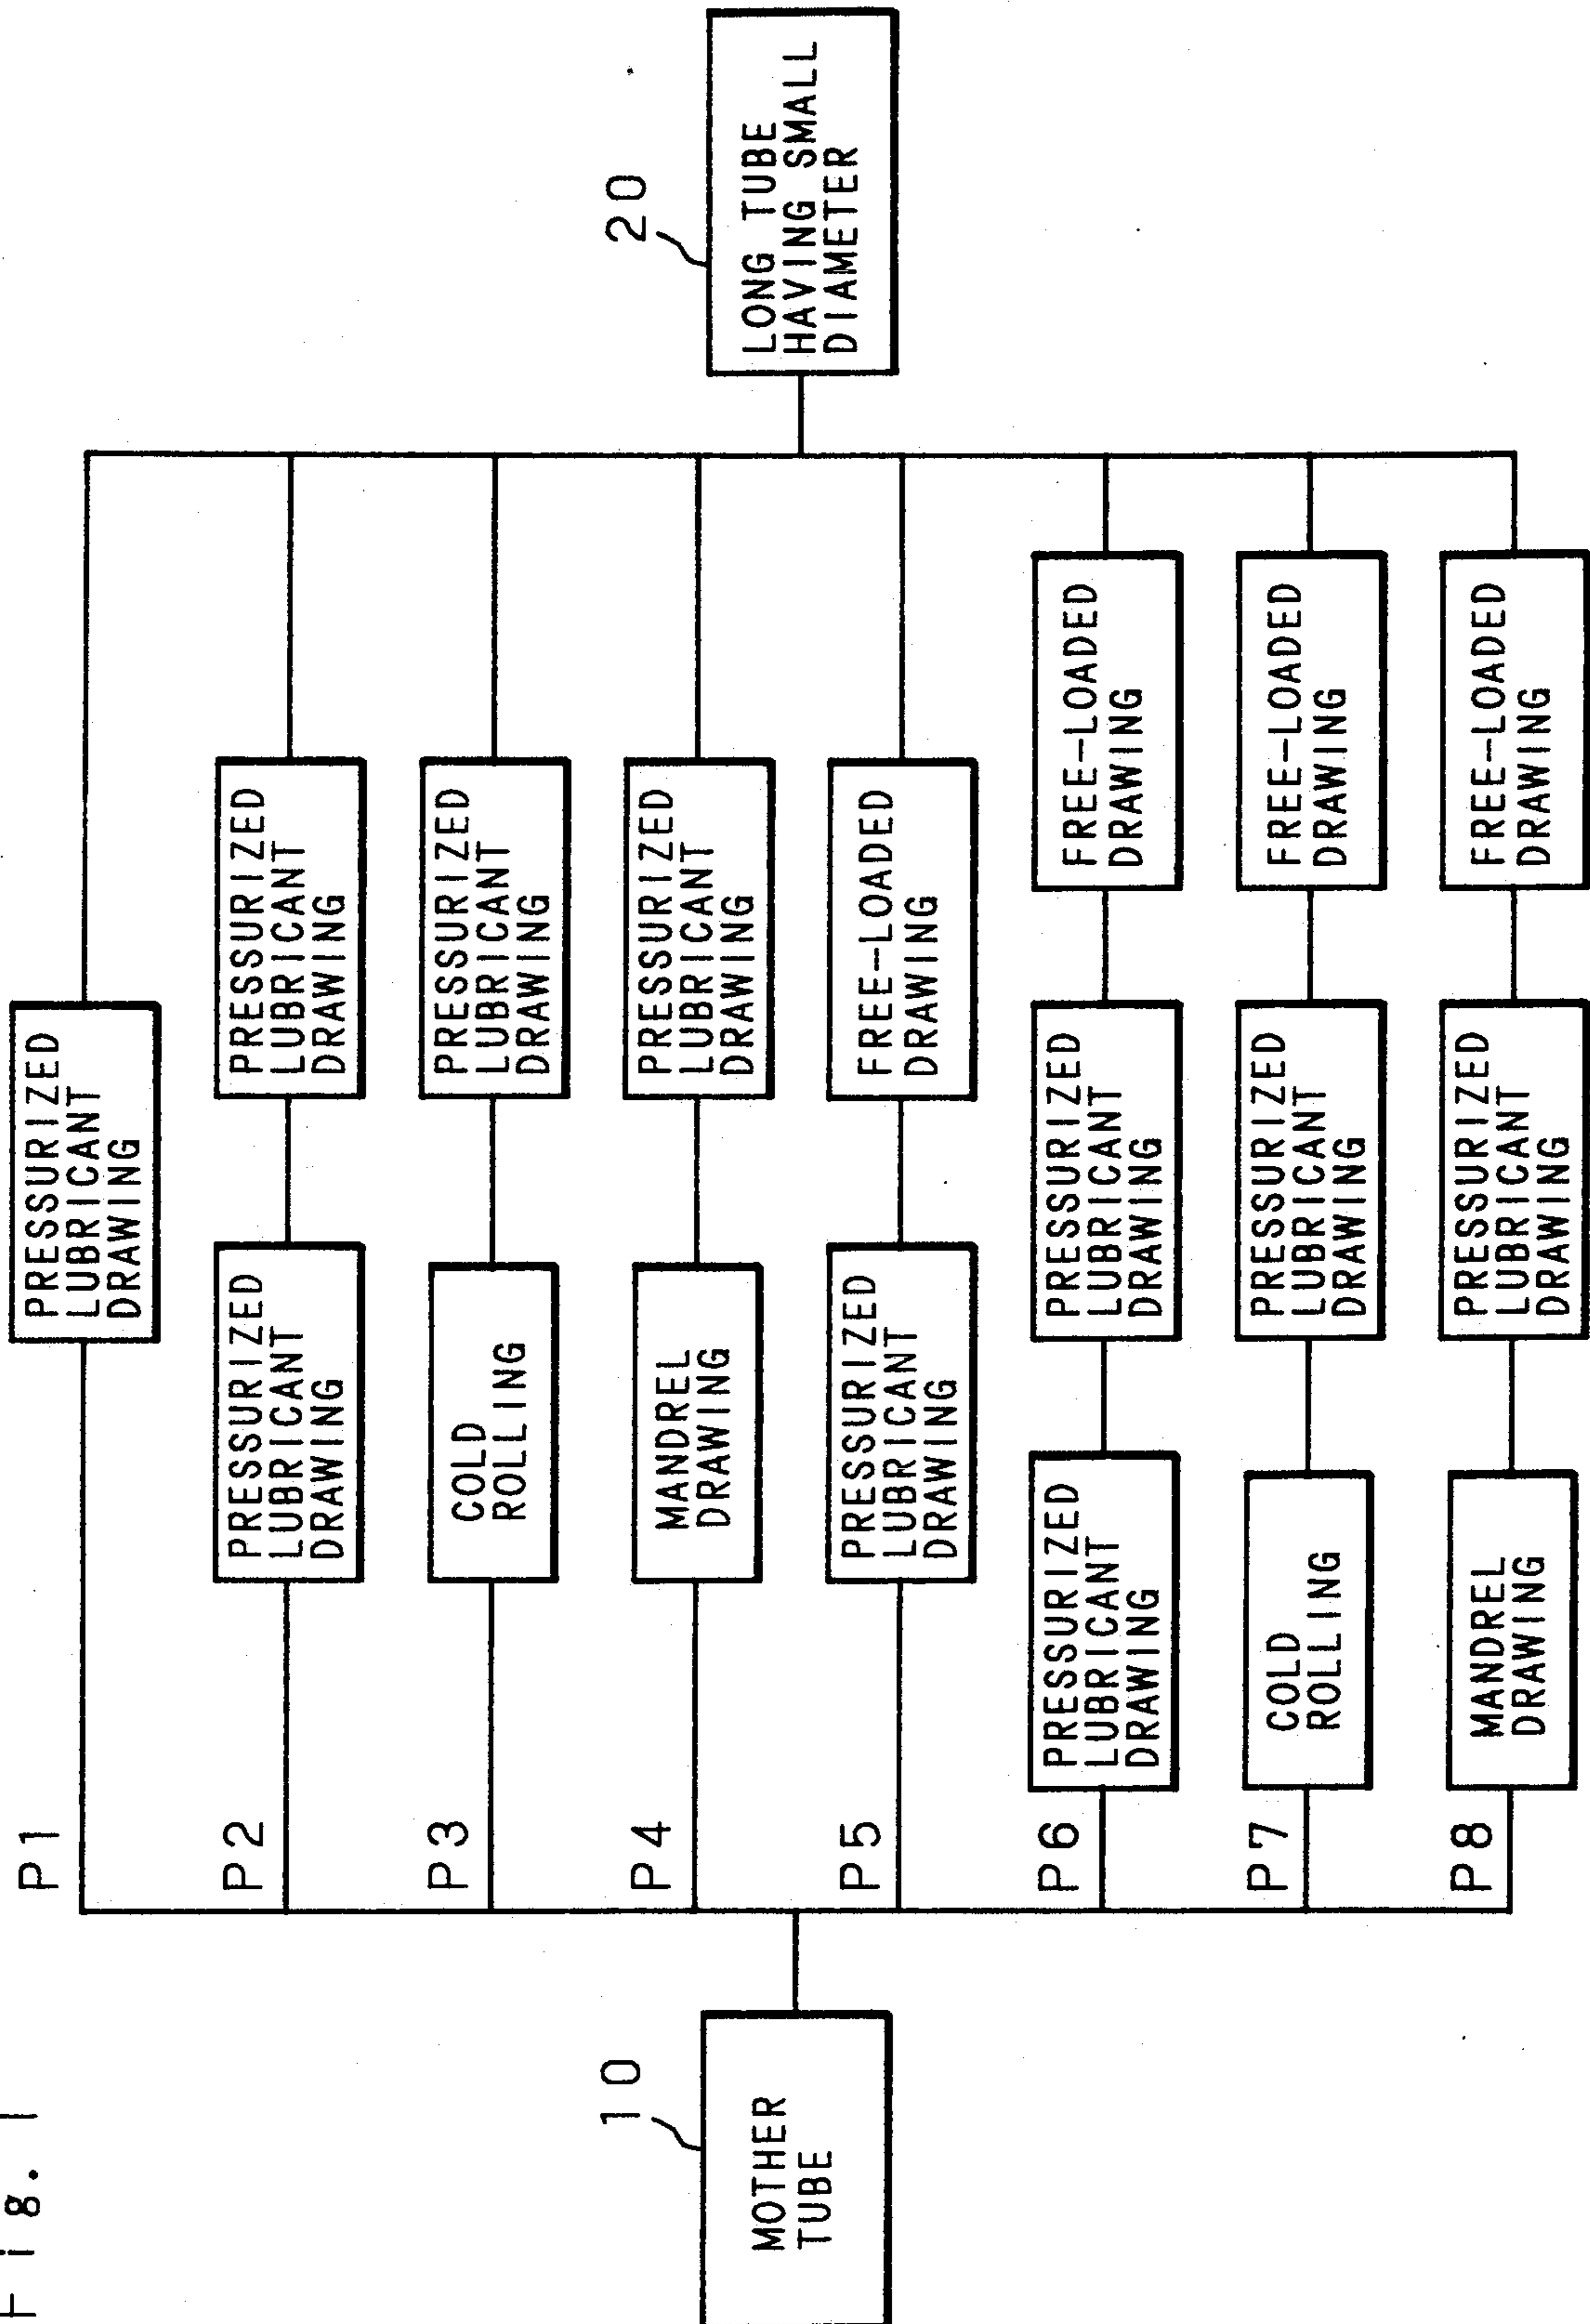 Fig. 1
10
MOTHER
TUBE
P1
PRESSURIZED
LUBRICANT
DRAWING
P2
PRESSURIZED
LUBRICANT
DRAWING
PRESSURIZED
LUBRICANT
DRAWING
P3
COLD
ROLLING
PRESSURIZED
LUBRICANT
DRAWING
P4
MANDREL
DRAWING
PRESSURIZED
LUBRICANT
DRAWING
P5
PRESSURIZED
LUBRICANT
DRAWING
FREE-LOADED
DRAWING
P6
PRESSURIZED
LUBRICANT
DRAWING
PRESSURIZED
LUBRICANT
DRAWING
FREE-LOADED
DRAWING
P7
COLD
ROLLING
PRESSURIZED
LUBRICANT
DRAWING
FREE-LOADED
DRAWING
P8
MANDREL
DRAWING
PRESSURIZED
LUBRICANT
DRAWING
FREE-LOADED
DRAWING
20
LONG TUBE
HAVING SMALL
DIAMETER